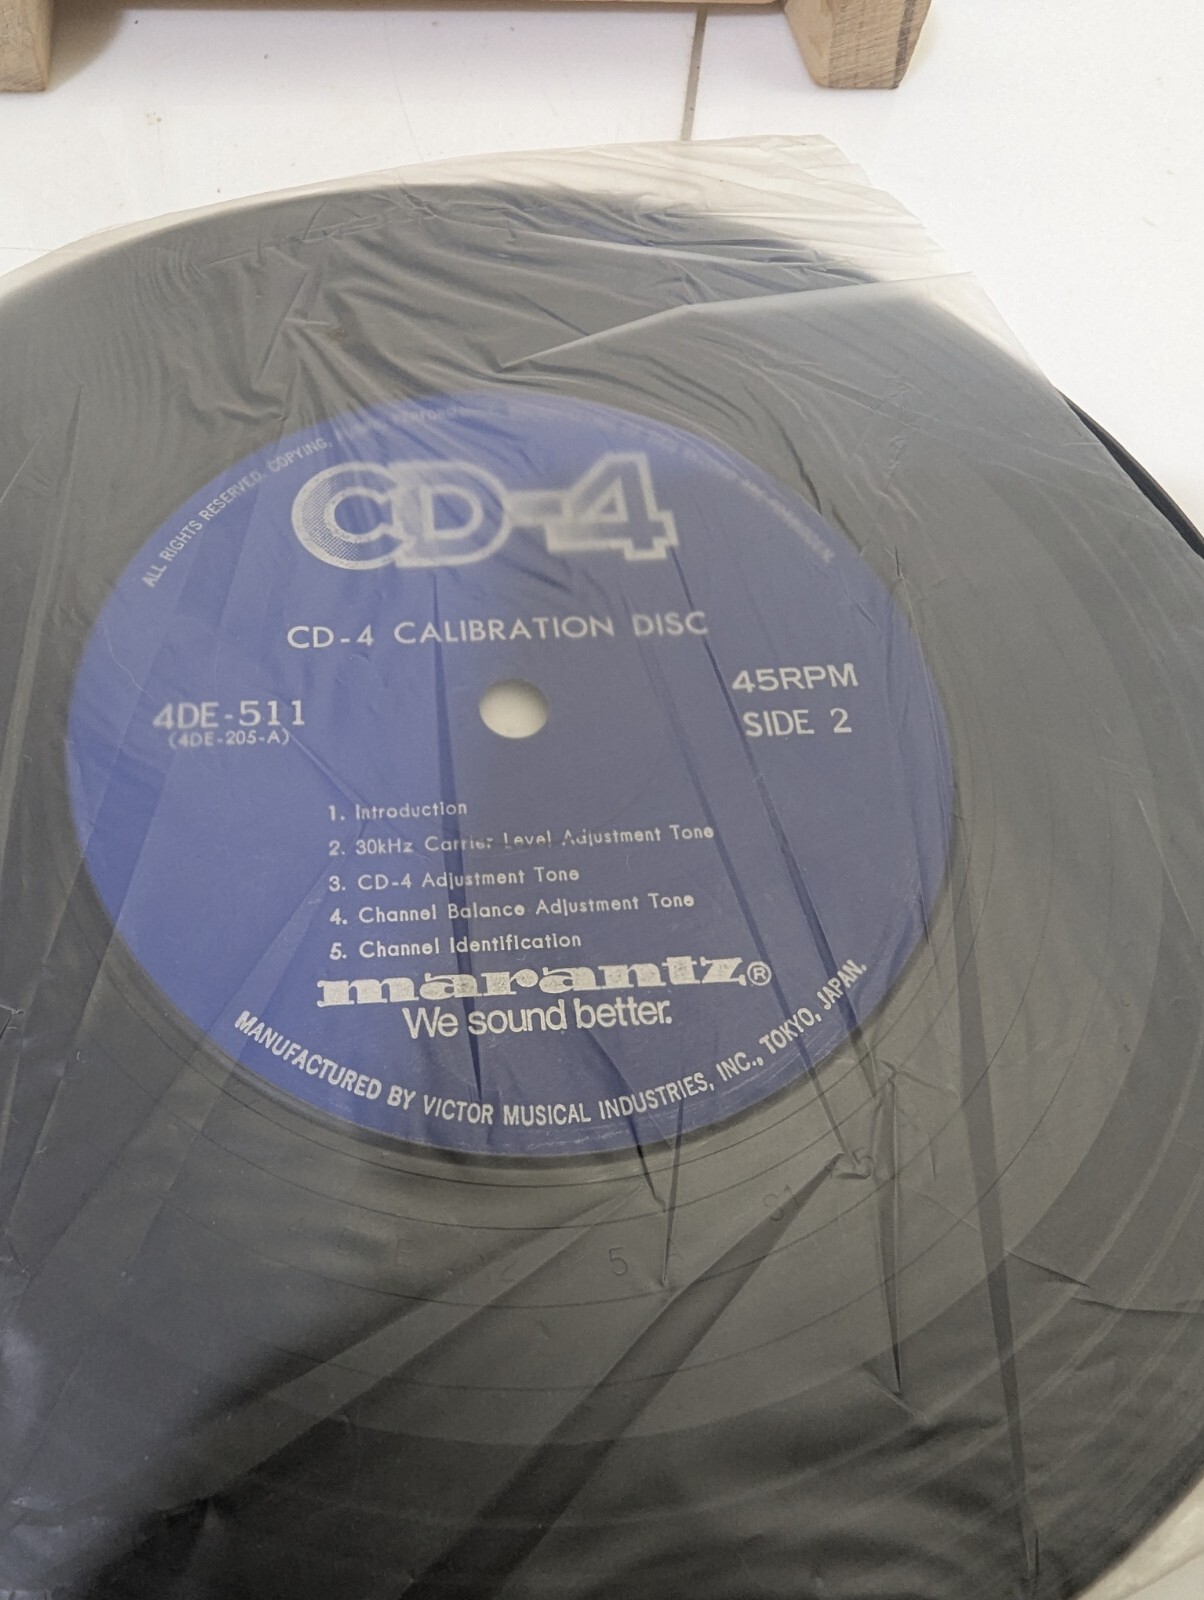 ALL RIGHTS RESERVED. COPYING,
CD-4
CD-4 CALIBRATION DISC
45RPM
4DE-511
SIDE 2
(4DE-205-A)
1. Introduction
2. 30kHz Carrier Level Adjustment Tone
3. CD-4 Adjustment Tone
4. Channel Balance Adjustment Tone
5. Channel Identification
marantz®
We sound better.
MANUFACTURED BY VICTOR MUSICAL INDUSTRIES, INC., TOKYO, JAPAN.